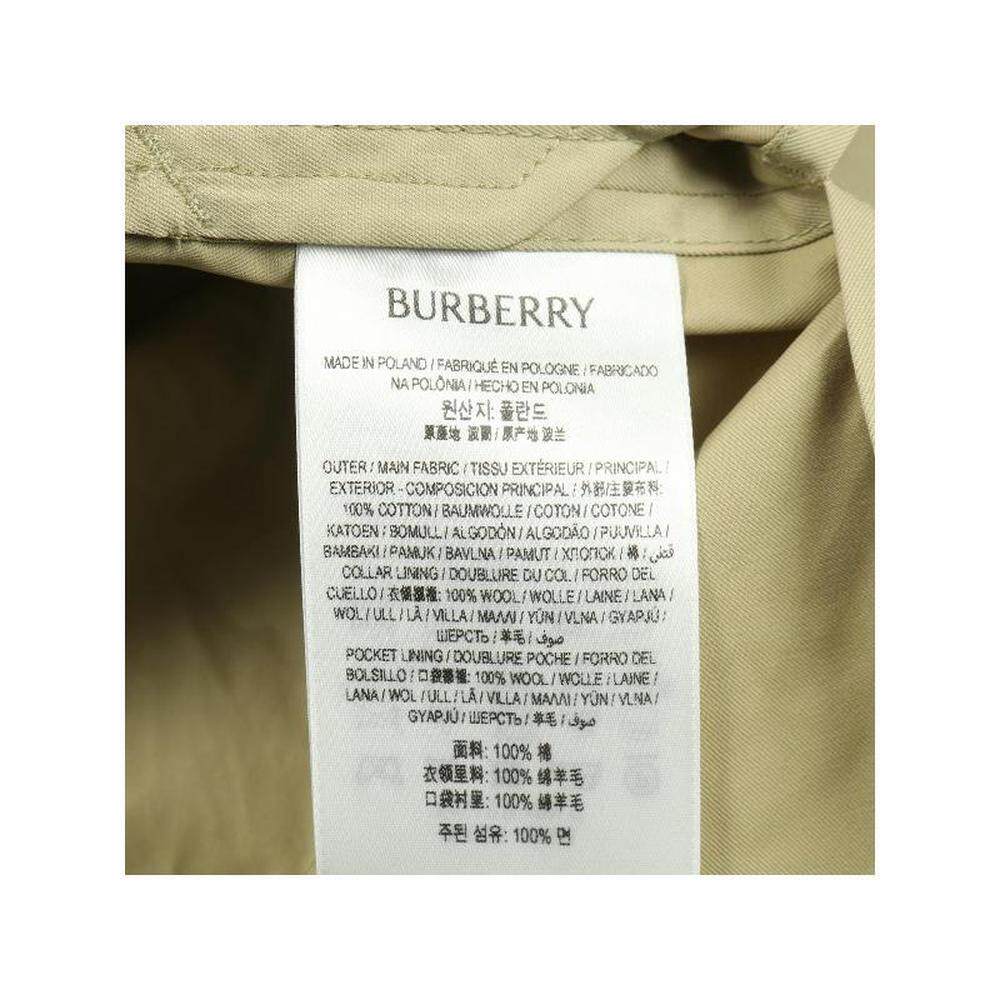 BURBERRY
MADE IN POLAND / FABRIQUÉ EN POLOGNE / FABRICADO
NA POLÔNIA / HECHO EN POLONIA
원산지: 폴란드
原產地 波蘭 / 原产地 波兰
OUTER / MAIN FABRIC / TISSU EXTÉRIEUR / PRINCIPAL /
EXTERIOR - COMPOSICION PRINCIPAL / 外部/主要布料:
100% COTTON / BAUMWOLLE / COTON / COTONE /
KATOEN / BOMULL / ALGODÓN / ALGODÃO / PUUVILLA /
BAMBAKI / PAMUK / BAVLNA / PAMUT / ХЛОПОК / 棉 / قطن
COLLAR LINING / DOUBLURE DU COL / FORRO DEL
CUELLO / 衣領裡襯: 100% WOOL / WOLLE / LAINE / LANA /
WOL / ULL / LÃ / VILLA / ΜΑΛΛΙ / YÜN / VLNA / GYAPJÚ /
ШЕРСТЬ / 羊毛 / صوف
POCKET LINING / DOUBLURE POCHE / FORRO DEL
BOLSILLO / 口袋裡襯: 100% WOOL / WOLLE / LAINE /
LANA / WOL / ULL / LÃ / VILLA / ΜΑΛΛΙ / YÜN / VLNA /
GYAPJÚ / ШЕРСТЬ / 羊毛 / صوف
面料: 100% 棉
衣领里料: 100% 绵羊毛
口袋衬里: 100% 绵羊毛
주된 섬유: 100% 면